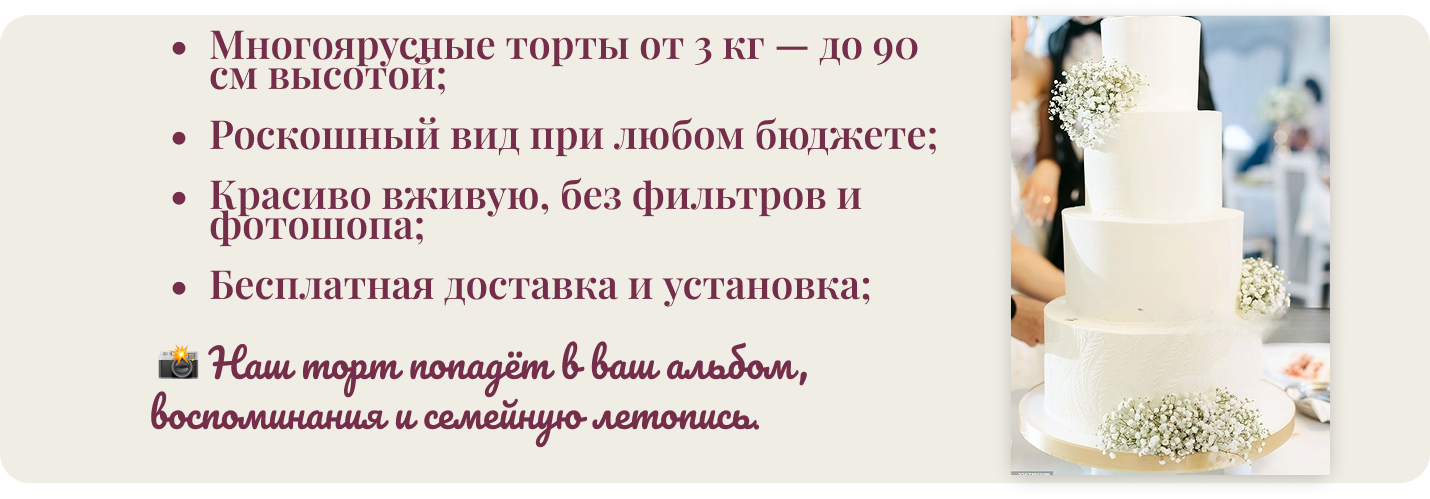 • Многоярусные торты от 3 кг — до 90
см высотой;
• Роскошный вид при любом бюджете;
• Красиво вживую, без фильтров и
фотошопа;
• Бесплатная доставка и установка;
📸 Наш торт попадёт в ваш альбом,
воспоминания и семейную летопись.